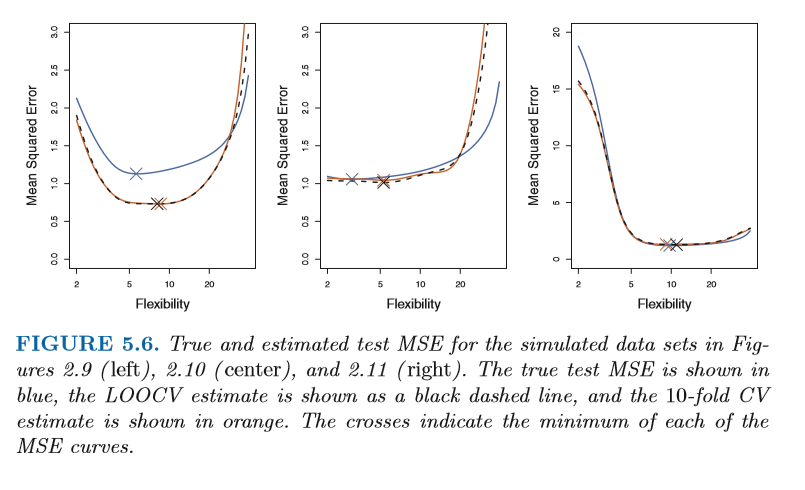 3.0
2.5
2.0
1.5
1.0
0.5
0.0
Mean Squared Error
2 5 10 20
Flexibility
3.0
2.5
2.0
1.5
1.0
0.5
0.0
Mean Squared Error
2 5 10 20
Flexibility
20
15
10
5
0
Mean Squared Error
2 5 10 20
Flexibility
FIGURE 5.6. True and estimated test MSE for the simulated data sets in Fig-
ures 2.9 (left), 2.10 (center), and 2.11 (right). The true test MSE is shown in
blue, the LOOCV estimate is shown as a black dashed line, and the 10-fold CV
estimate is shown in orange. The crosses indicate the minimum of each of the
MSE curves.